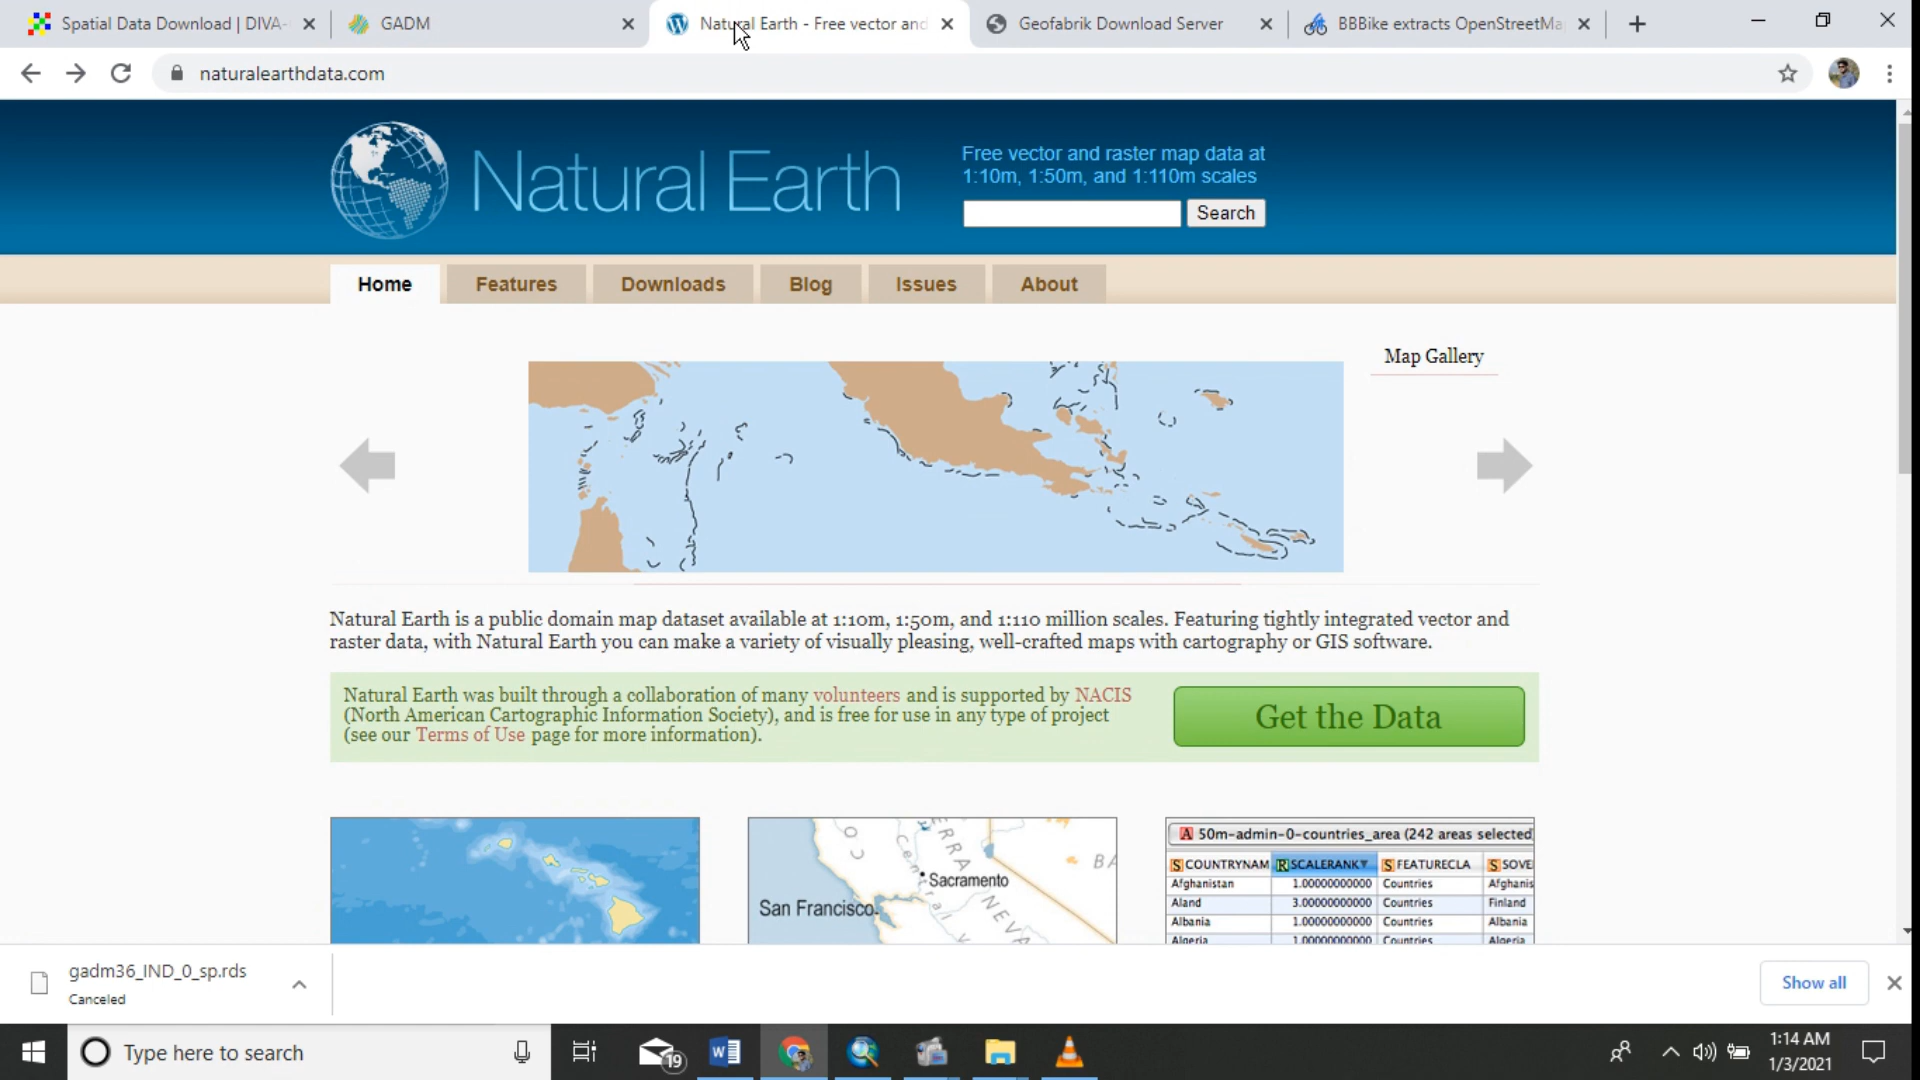 Spatial Data Download | DIVA-
GADM
Natural Earth - Free vector and
Geofabrik Download Server
BBBike extracts OpenStreetMa
naturalearthdata.com
Natural Earth
Free vector and raster map data at
1:10m, 1:50m, and 1:110m scales
Search
Home
Features
Downloads
Blog
Issues
About
Map Gallery
Natural Earth is a public domain map dataset available at 1:10m, 1:50m, and 1:110 million scales. Featuring tightly integrated vector and
raster data, with Natural Earth you can make a variety of visually pleasing, well-crafted maps with cartography or GIS software.
Natural Earth was built through a collaboration of many volunteers and is supported by NACIS
(North American Cartographic Information Society), and is free for use in any type of project
(see our Terms of Use page for more information).
Get the Data
Sacramento
San Francisco
50m-admin-0-countries_area (242 areas selected
COUNTRYNAM SCALERANK FEATURECLA SOVE
Afghanistan 1.00000000000 Countries Afghanis
Aland 3.00000000000 Countries Finland
Albania 1.00000000000 Countries Albania
Algeria 1.00000000000 Countries Algeria
gadm36_IND_0_sp.rds
Canceled
Show all
Type here to search
19
1:14 AM
1/3/2021